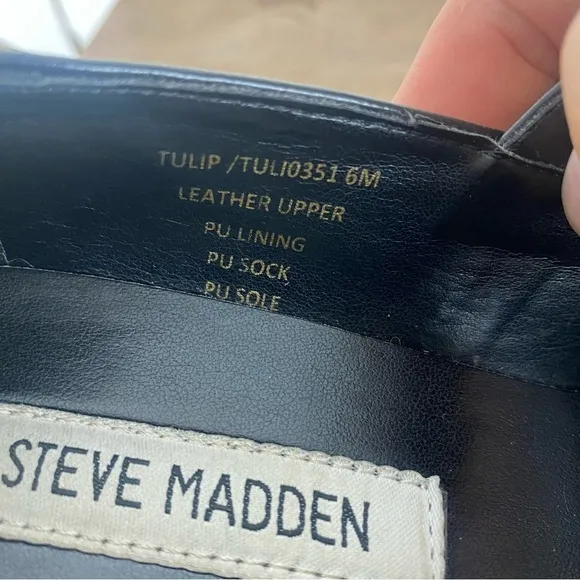 TULIP /TULI0351 6M
LEATHER UPPER
PU LINING
PU SOCK
PU SOLE
STEVE MADDEN